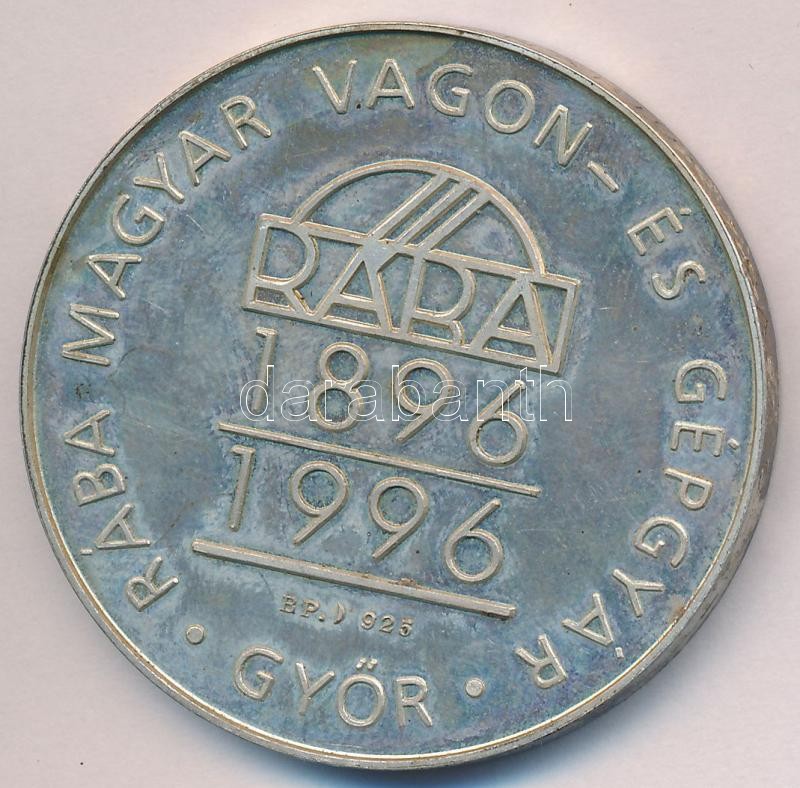 RÁBA MAGYAR VAGON- ÉS GÉPGYÁR
• GYŐR •
RÁBA
1896
1996
BP. 925
darabanth